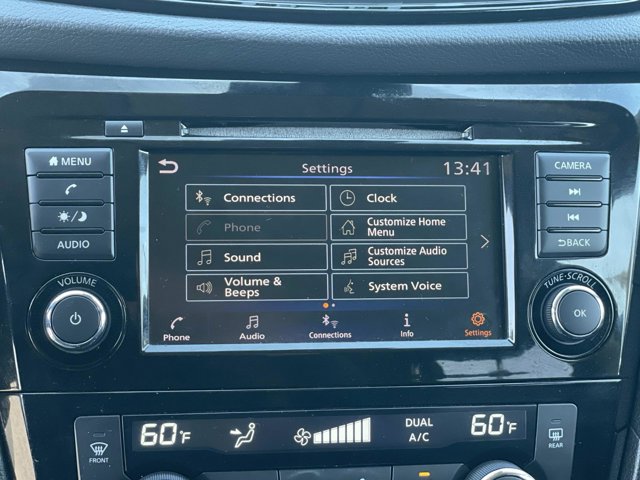 MENU
AUDIO
VOLUME
Settings
13:41
Connections
Clock
Phone
Customize Home
Menu
Sound
Customize Audio
Sources
Volume &
Beeps
System Voice
Phone
Audio
Connections
Info
Settings
CAMERA
BACK
TUNE·SCROLL
OK
FRONT
60°F
DUAL
A/C
60°F
REAR